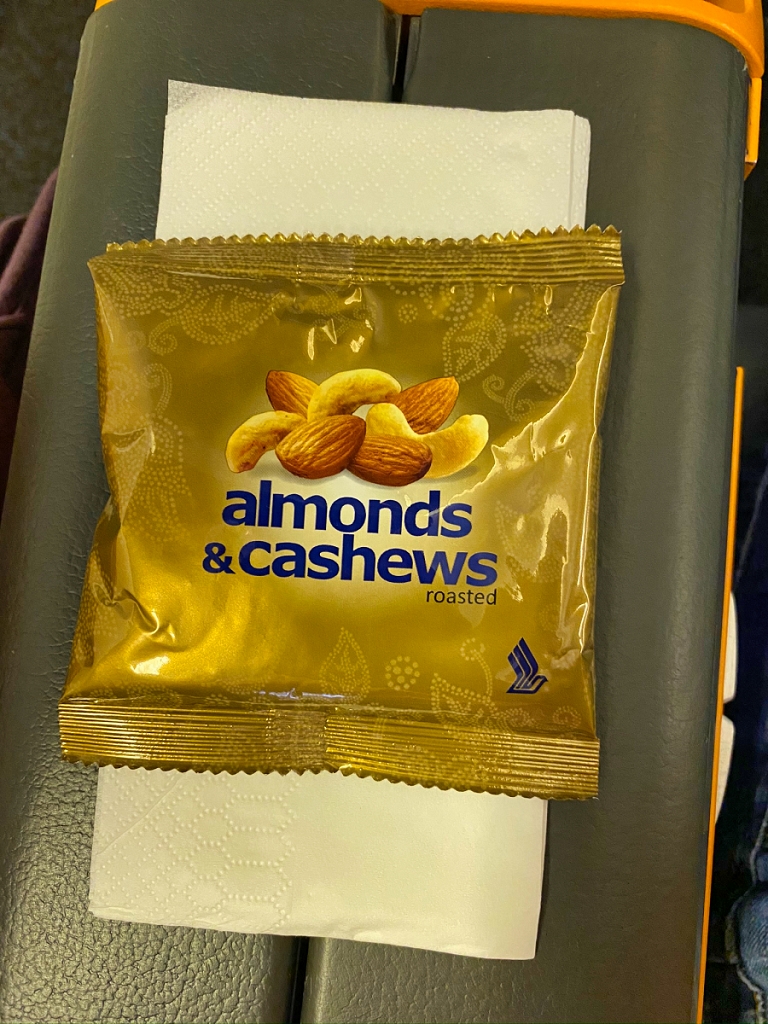 almonds
& cashews
roasted